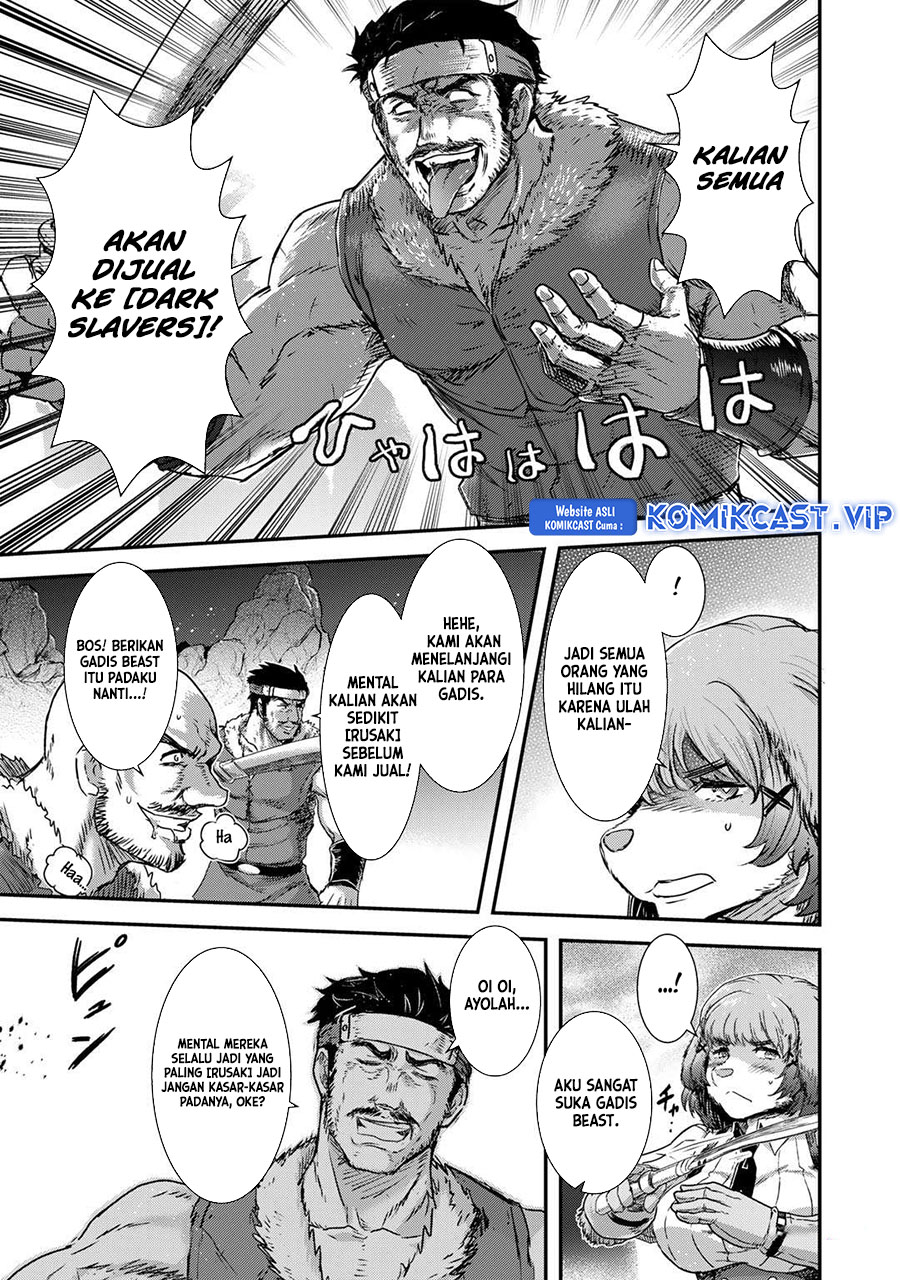 KALIAN
SEMUA
AKAN
DIJUAL
KE [DARK
SLAVERS]!
ひゃははははは
Website ASLI
KOMIKCAST Cuma :
KOMIKCAST.VIP
!
JADI SEMUA
ORANG YANG
HILANG ITU
KARENA ULAH
KALIAN-
HEHE,
KAMI AKAN
MENELANJANGI
KALIAN PARA
GADIS.
MENTAL
KALIAN AKAN
SEDIKIT
[RUSAK]
SEBELUM
KAMI JUAL!
BOS! BERIKAN
GADIS BEAST
ITU PADAKU
NANTI...!
Ha
Haa...
...!
AKU SANGAT
SUKA GADIS
BEAST.
チャ
OI OI,
AYOLAH...
MENTAL MEREKA
SELALU JADI YANG
PALING [RUSAK] JADI
JANGAN KASAR-KASAR
PADANYA, OKE?
ピピ